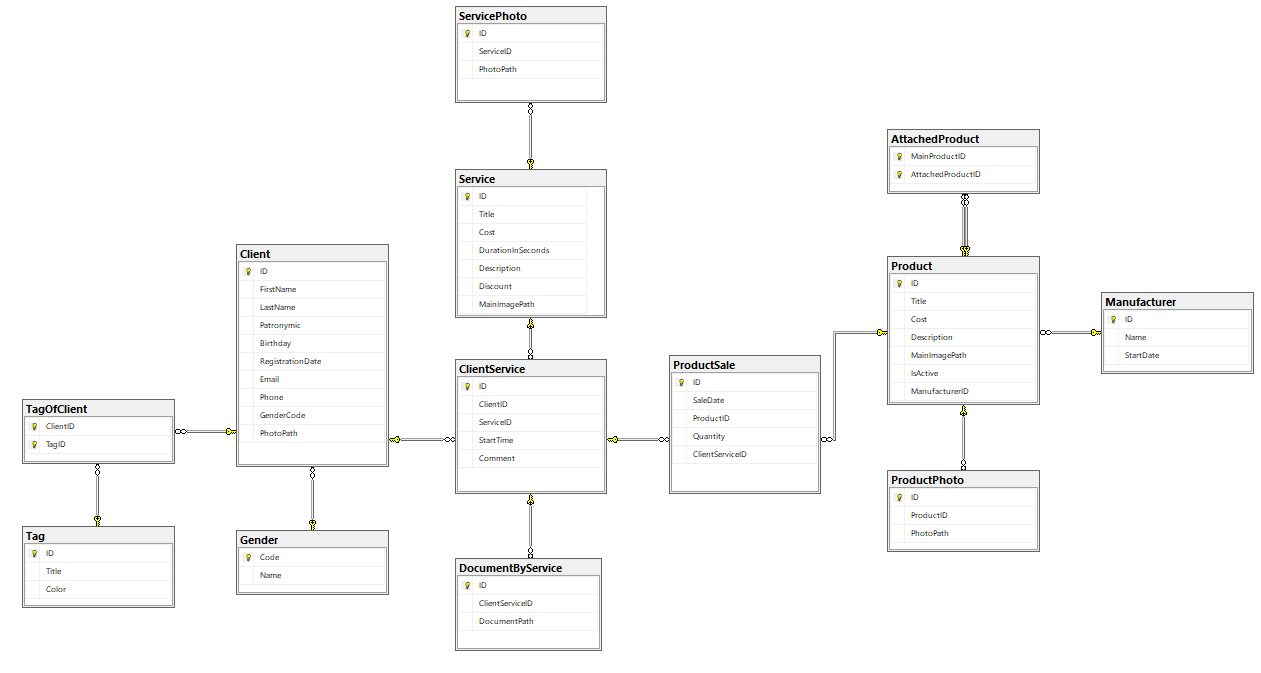 ServicePhoto
ID
ServiceID
PhotoPath
AttachedProduct
MainProductID
AttachedProductID
Service
ID
Title
Cost
DurationInSeconds
Description
Discount
MainImagePath
Client
ID
FirstName
LastName
Patronymic
Birthday
RegistrationDate
Email
Phone
GenderCode
PhotoPath
Product
ID
Title
Cost
Description
MainImagePath
IsActive
ManufacturerID
Manufacturer
ID
Name
StartDate
ClientService
ID
ClientID
ServiceID
StartTime
Comment
ProductSale
ID
SaleDate
ProductID
Quantity
ClientServiceID
TagOfClient
ClientID
TagID
ProductPhoto
ID
ProductID
PhotoPath
Tag
ID
Title
Color
Gender
Code
Name
DocumentByService
ID
ClientServiceID
DocumentPath